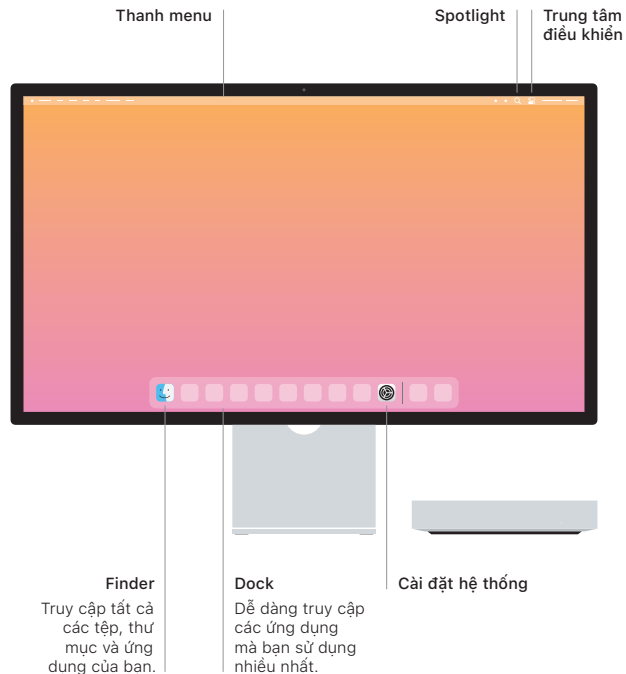 Thanh menu
Spotlight
Trung tâm
điều khiển
Finder
Truy cập tất cả
các tệp, thư
mục và ứng
dụng của bạn.
Dock
Dễ dàng truy cập
các ứng dụng
mà bạn sử dụng
nhiều nhất.
Cài đặt hệ thống